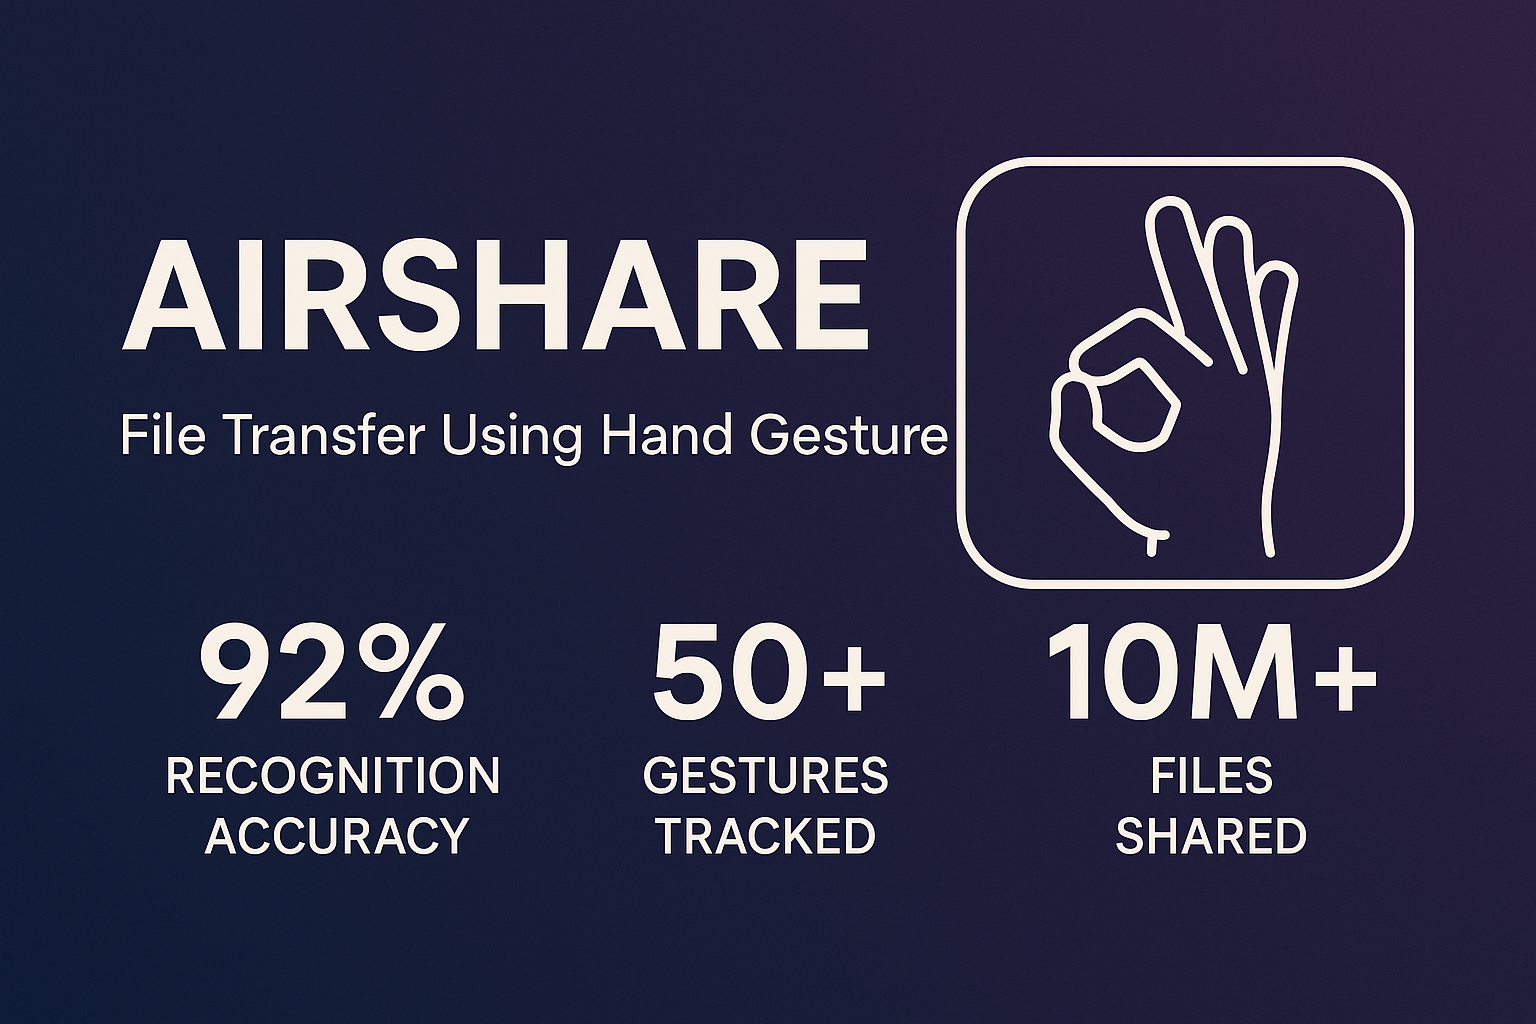 AIRSHARE
File Transfer Using Hand Gesture
92%
RECOGNITION
ACCURACY
50+
GESTURES
TRACKED
10M+
FILES
SHARED